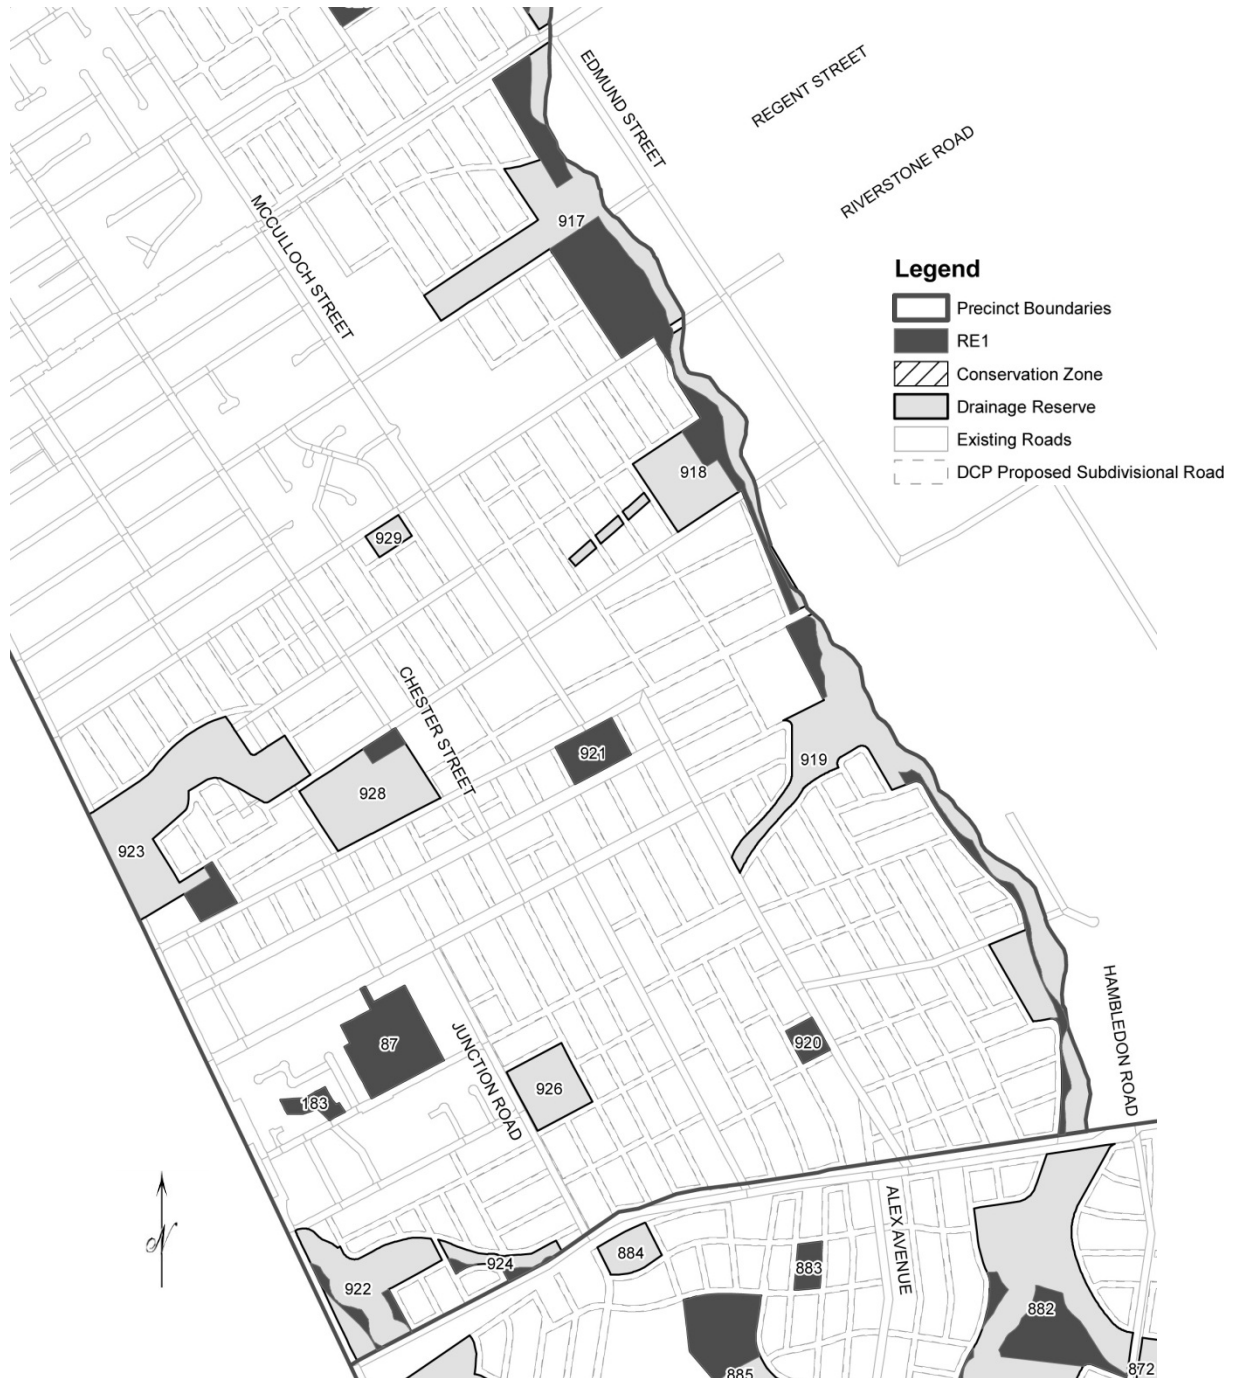 EDMUND STREET
REGENT STREET
RIVERSTONE ROAD
MCCULLOCH STREET
917
Legend
Precinct Boundaries
RE1
Conservation Zone
Drainage Reserve
Existing Roads
DCP Proposed Subdivisional Road
918
929
CHESTER STREET
921
919
928
923
HAMBLEDON ROAD
JUNCTION ROAD
87
920
926
183
ALEX AVENUE
884
924
883
922
882
872
885
N